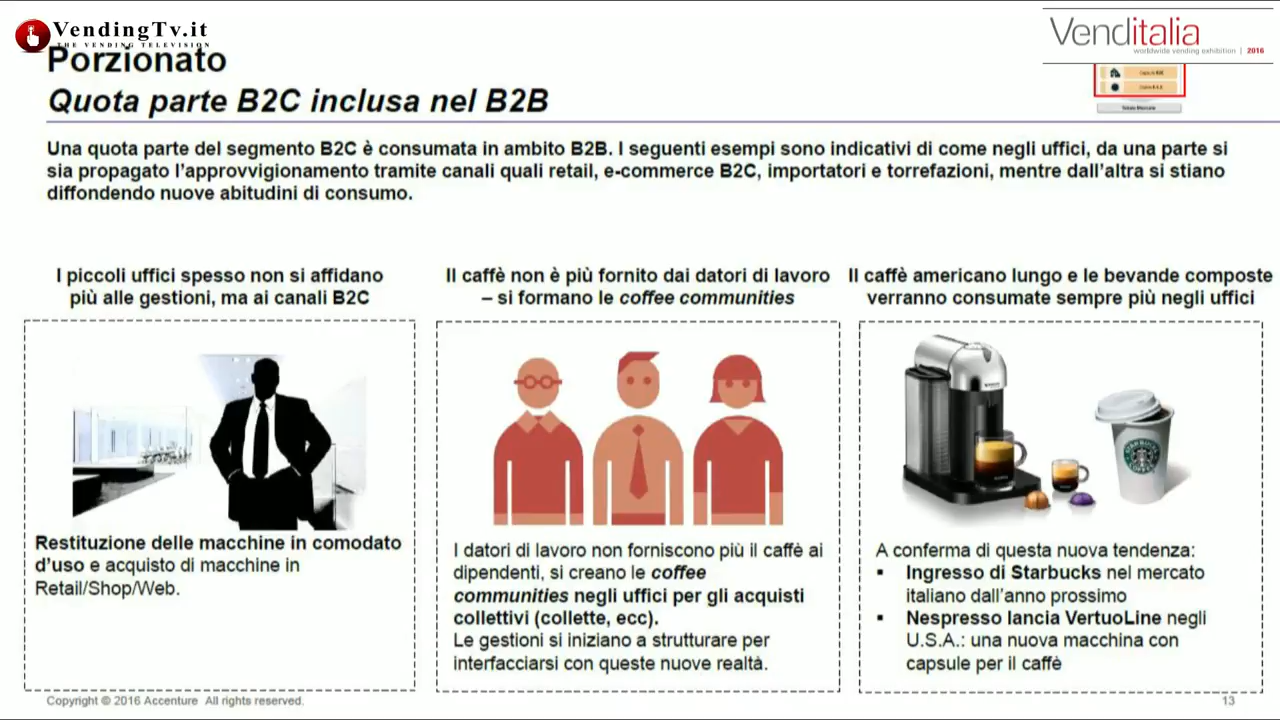 VendingTv.it
THE VENDING TELEVISION
Venditalia
worldwide vending exhibition | 2016
Porzionato
Quota parte B2C inclusa nel B2B
Una quota parte del segmento B2C è consumata in ambito B2B. I seguenti esempi sono indicativi di come negli uffici, da una parte si
sia propagato l'approvvigionamento tramite canali quali retail, e-commerce B2C, importatori e torrefazioni, mentre dall'altra si stiano
diffondendo nuove abitudini di consumo.
I piccoli uffici spesso non si affidano
più alle gestioni, ma ai canali B2C
Restituzione delle macchine in comodato
d'uso e acquisto di macchine in
Retail/Shop/Web.
Il caffè non è più fornito dai datori di lavoro
– si formano le coffee communities
I datori di lavoro non forniscono più il caffè ai
dipendenti, si creano le coffee
communities negli uffici per gli acquisti
collettivi (collette, ecc).
Le gestioni si iniziano a strutturare per
interfacciarsi con queste nuove realtà.
Il caffè americano lungo e le bevande composte
verranno consumate sempre più negli uffici
A conferma di questa nuova tendenza:
▪ Ingresso di Starbucks nel mercato
italiano dall'anno prossimo
▪ Nespresso lancia VertuoLine negli
U.S.A.: una nuova macchina con
capsule per il caffè
Copyright © 2016 Accenture All rights reserved.
13